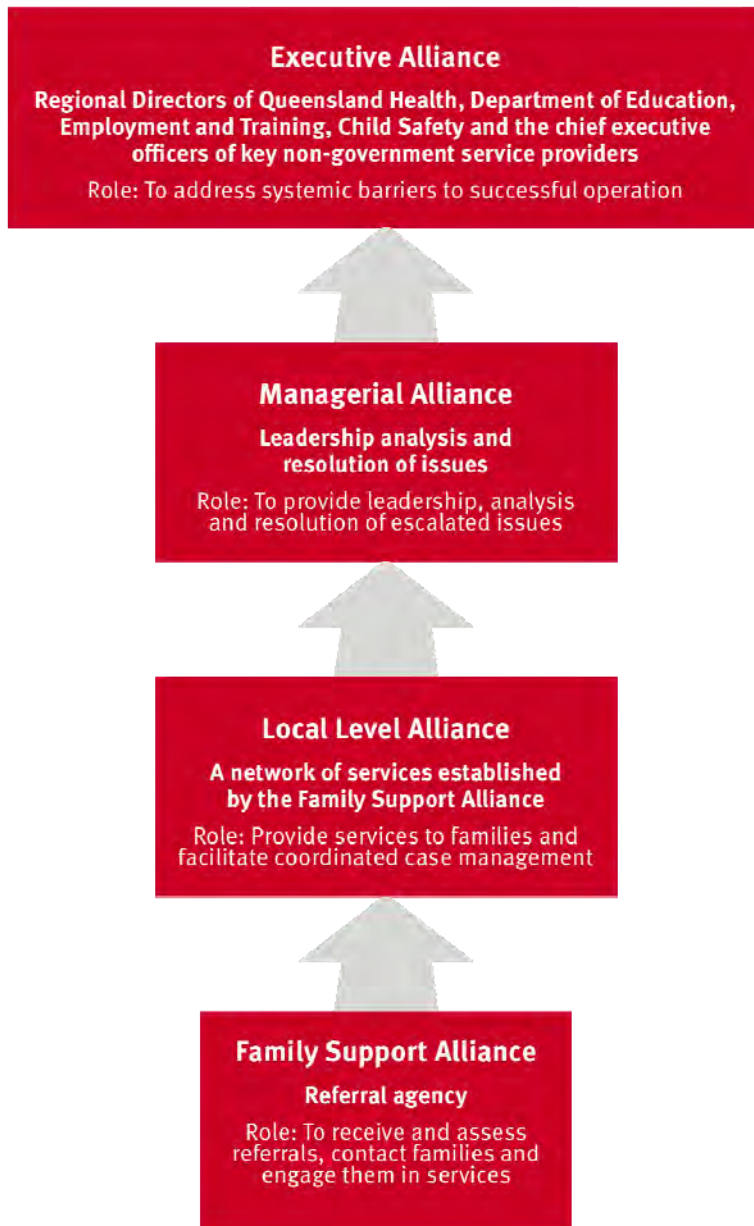 Executive Alliance
Regional Directors of Queensland Health, Department of Education,
Employment and Training, Child Safety and the chief executive
officers of key non-government service providers
Role: To address systemic barriers to successful operation
Managerial Alliance
Leadership analysis and
resolution of issues
Role: To provide leadership, analysis
and resolution of escalated issues
Local Level Alliance
A network of services established
by the Family Support Alliance
Role: Provide services to families and
facilitate coordinated case management
Family Support Alliance
Referral agency
Role: To receive and assess
referrals, contact families and
engage them in services